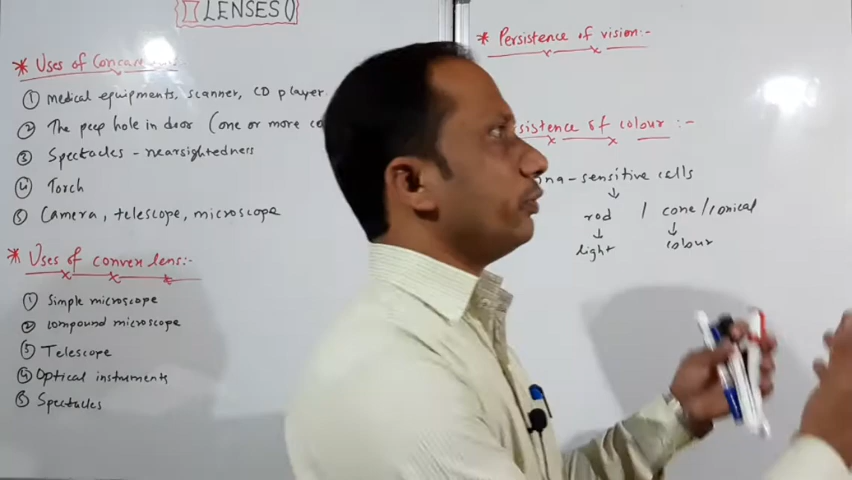 LENSES()
* Uses of
① medical equipments, scanner, CD player.
② The peep hole in door (one or more
③ Spectacles - nearsightedness
④ Torch
⑤ Camera, telescope, microscope
* Uses of convex lens:-
① Simple microscope
② compound microscope
③ Telescope
④ Optical instruments
⑤ Spectacles
* Persistence of vision:-
sistence of colour :-
na-sensitive cells
rod / cone/conical
light colour